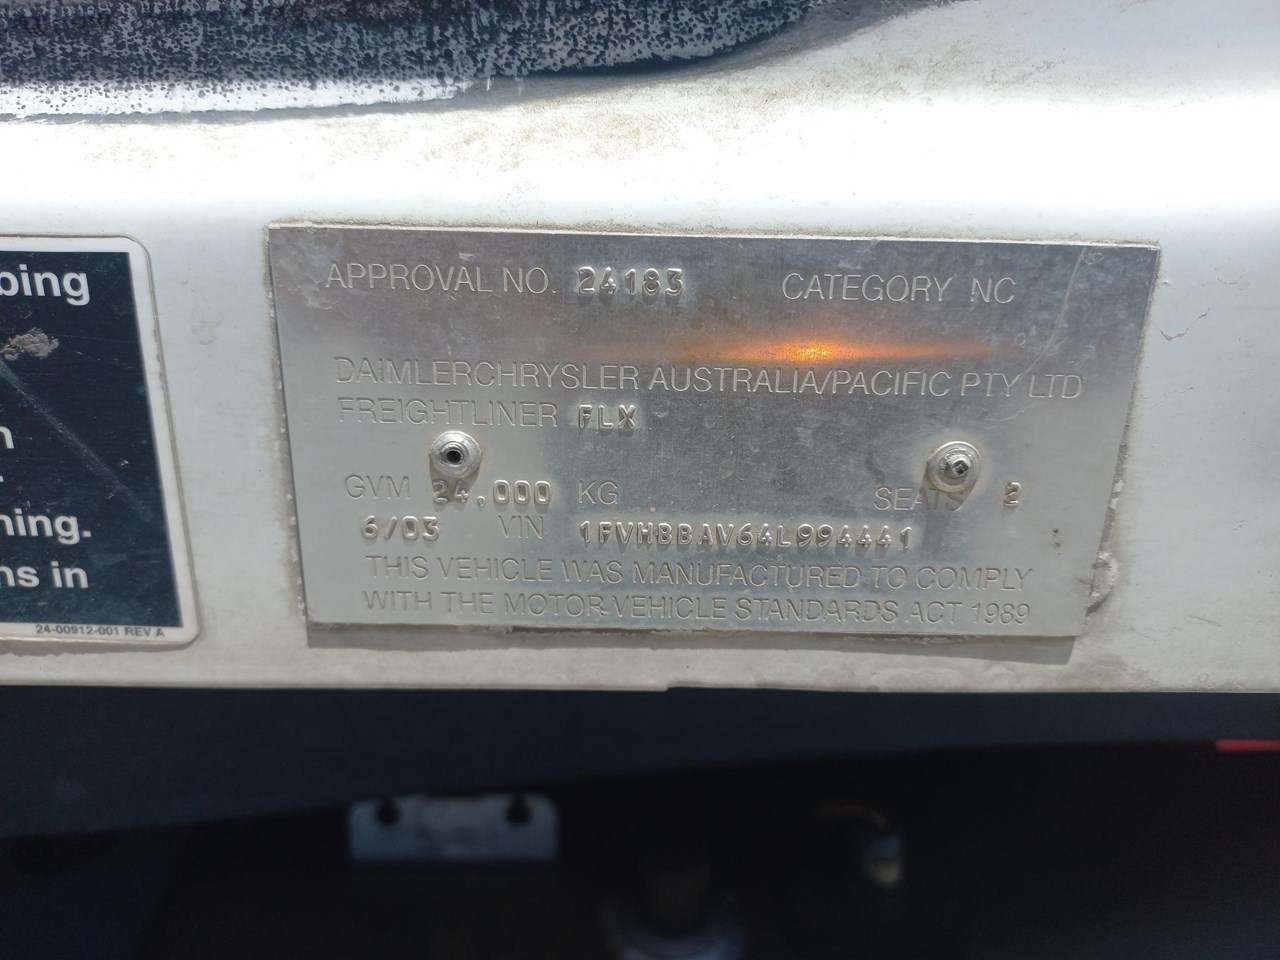 bing
n
ning.
ns in
24-00912-001 REV A
APPROVAL NO. 24183 CATEGORY NC
DAIMLERCHRYSLER AUSTRALIA/PACIFIC PTY LTD
FREIGHTLINER FLX
GVM 24,000 KG SEATS 2
6/03 VIN 1FVHBBAV64L994441
THIS VEHICLE WAS MANUFACTURED TO COMPLY
WITH THE MOTOR VEHICLE STANDARDS ACT 1989